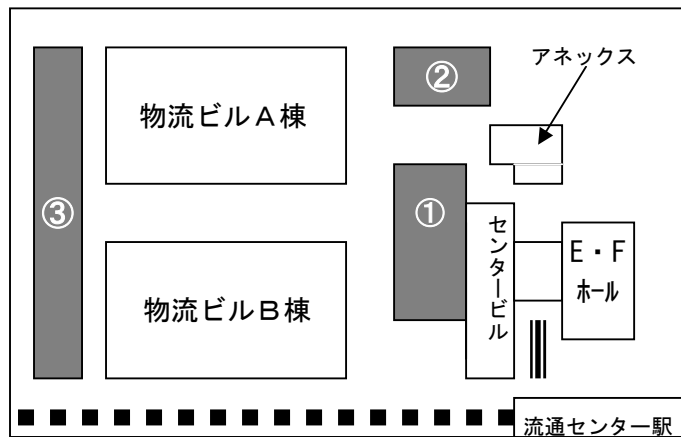 アネックス
②
物流ビルA棟
③
①
センタービル
E・F
ﾎｰﾙ
物流ビルB棟
流通センター駅